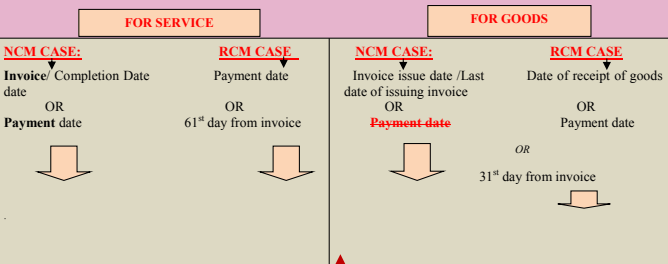 FOR SERVICE
FOR GOODS
NCM CASE:
Invoice/ Completion Date
date
OR
Payment date
RCM CASE
Payment date
OR
61st day from invoice
NCM CASE:
Invoice issue date /Last
date of issuing invoice
OR
Payment date
RCM CASE
Date of receipt of goods
OR
Payment date
OR
31st day from invoice
.